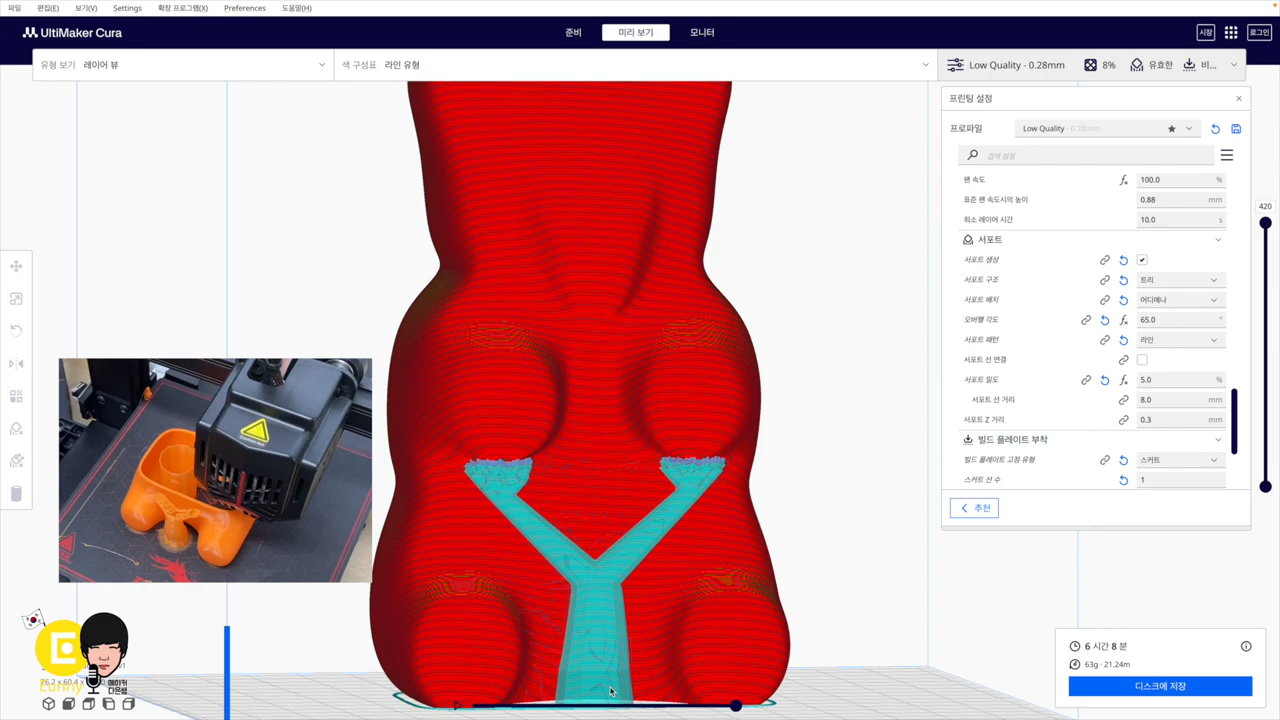 파일 편집(E) 보기(V) Settings 확장 프로그램(X) Preferences 도움말(H)
UltiMaker Cura 준비 미리 보기 모니터 시장 로그인
유형 보기 레이어 뷰 색 구성표 라인 유형 Low Quality - 0.28mm 8% 유효한 비...
프린팅 설정
프로파일 Low Quality - 0.28mm
검색 설정
팬 속도 100.0 %
표준 팬 속도시의 높이 0.88 mm
최소 레이어 시간 10.0 s
420
서포트
서포트 생성
서포트 구조 트리
서포트 배치 어디에나
오버행 각도 65.0 °
서포트 패턴 라인
서포트 선 연결
서포트 밀도 5.0 %
서포트 선 거리 8.0 mm
서포트 Z 거리 0.3 mm
빌드 플레이트 부착
빌드 플레이트 고정 유형 스커트
스커트 선 수 1
추천
6 시간 8 분
63g · 21.24m
디스크에 저장
메이커
다은쌤